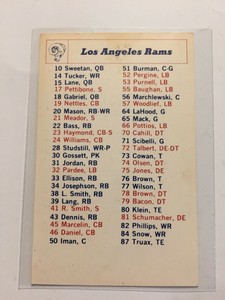 Los Angeles Rams
10 Sweetan, QB
14 Tucker, WR
15 Lane, QB
17 Pettibone, S
18 Gabriel, QB
19 Nettles, CB
20 Mason, RB-WR
21 Meador, S
22 Bass, RB
23 Haymond, CB-S
24 Williams, CB
28 Studstill, WR-P
30 Gossett, PK
31 Jordan, RB
32 Pardee, LB
33 Ellison, RB
34 Josephson, RB
38 L. Smith, RB
39 Lang, RB
41 R. Smith, S
43 Dennis, RB
45 Marcelin, CB
46 Daniel, CB
50 Iman, C
51 Burman, C-G
52 Pergine, LB
53 Purnell, LB
55 Baughan, LB
56 Marchlewski, C
57 Woodlief, LB
64 LaHood, G
65 Mack, G
66 Pottios, LB
70 Cahill, DT
71 Scibelli, G
72 Talbert, DE-DT
73 Cowan, T
74 Olsen, DT
75 Jones, DE
76 Brown, T
77 Wilson, T
78 Brown, DT
79 Bacon, DT
80 Klein, TE
81 Schumacher, DE
82 Phillips, WR
84 Snow, WR
87 Truax, TE